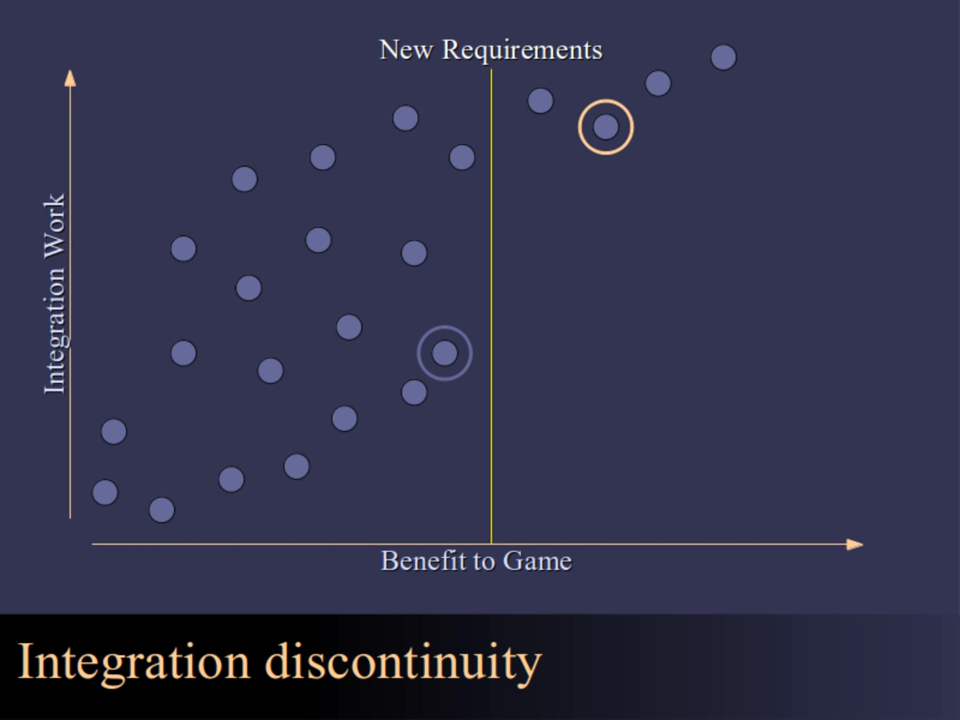 New Requirements
Integration Work
Benefit to Game
Integration discontinuity